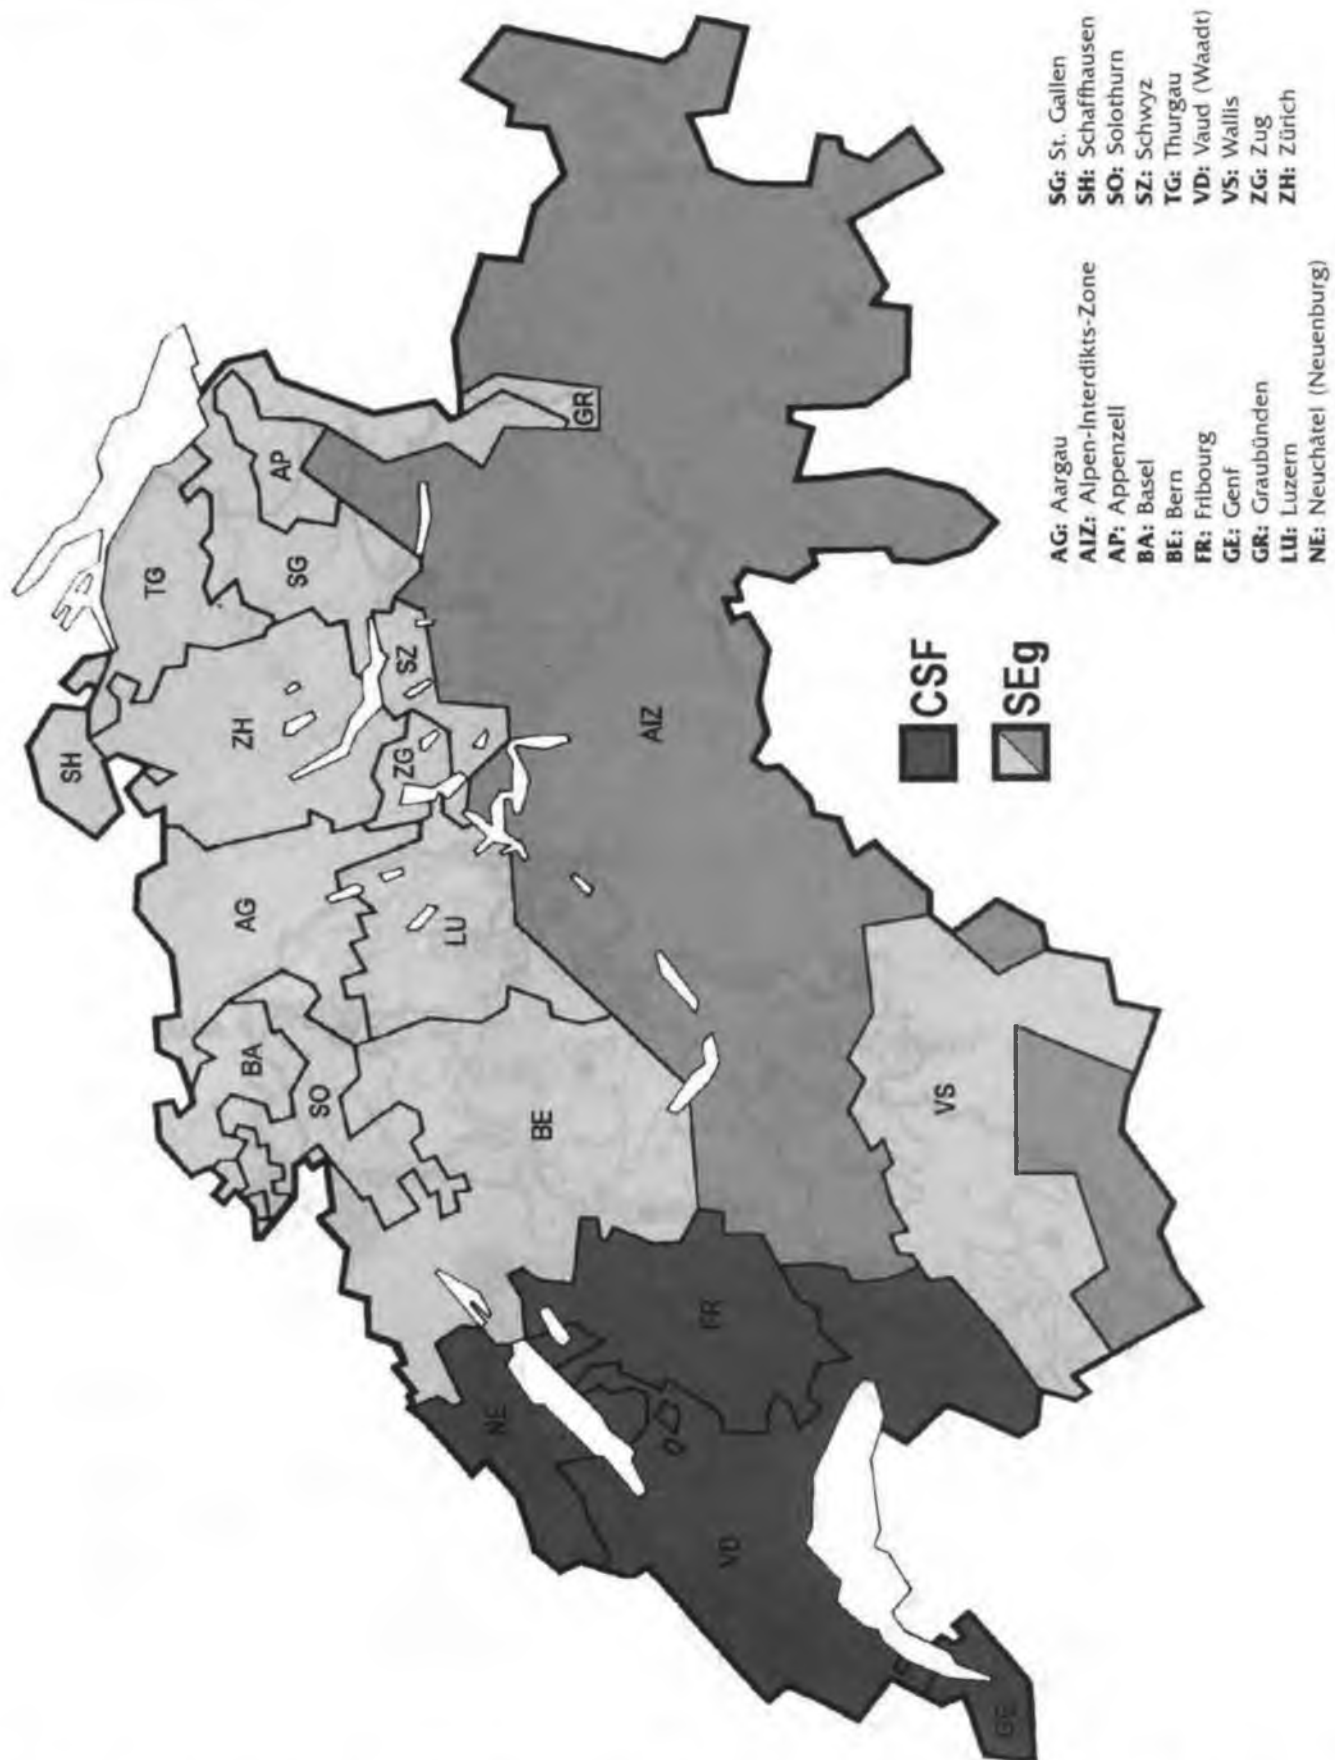 SH
TG
AP
SG
ZH
SZ
ZG
AG
LU
BA
SO
BE
GR
AIZ
NE
FR
VD
VS
GE
CSF
SEg
AG: Aargau
AIZ: Alpen-Interdikts-Zone
AP: Appenzell
BA: Basel
BE: Bern
FR: Fribourg
GE: Genf
GR: Graubünden
LU: Luzern
NE: Neuchâtel (Neuenburg)
SG: St. Gallen
SH: Schaffhausen
SO: Solothurn
SZ: Schwyz
TG: Thurgau
VD: Vaud (Waadt)
VS: Wallis
ZG: Zug
ZH: Zürich